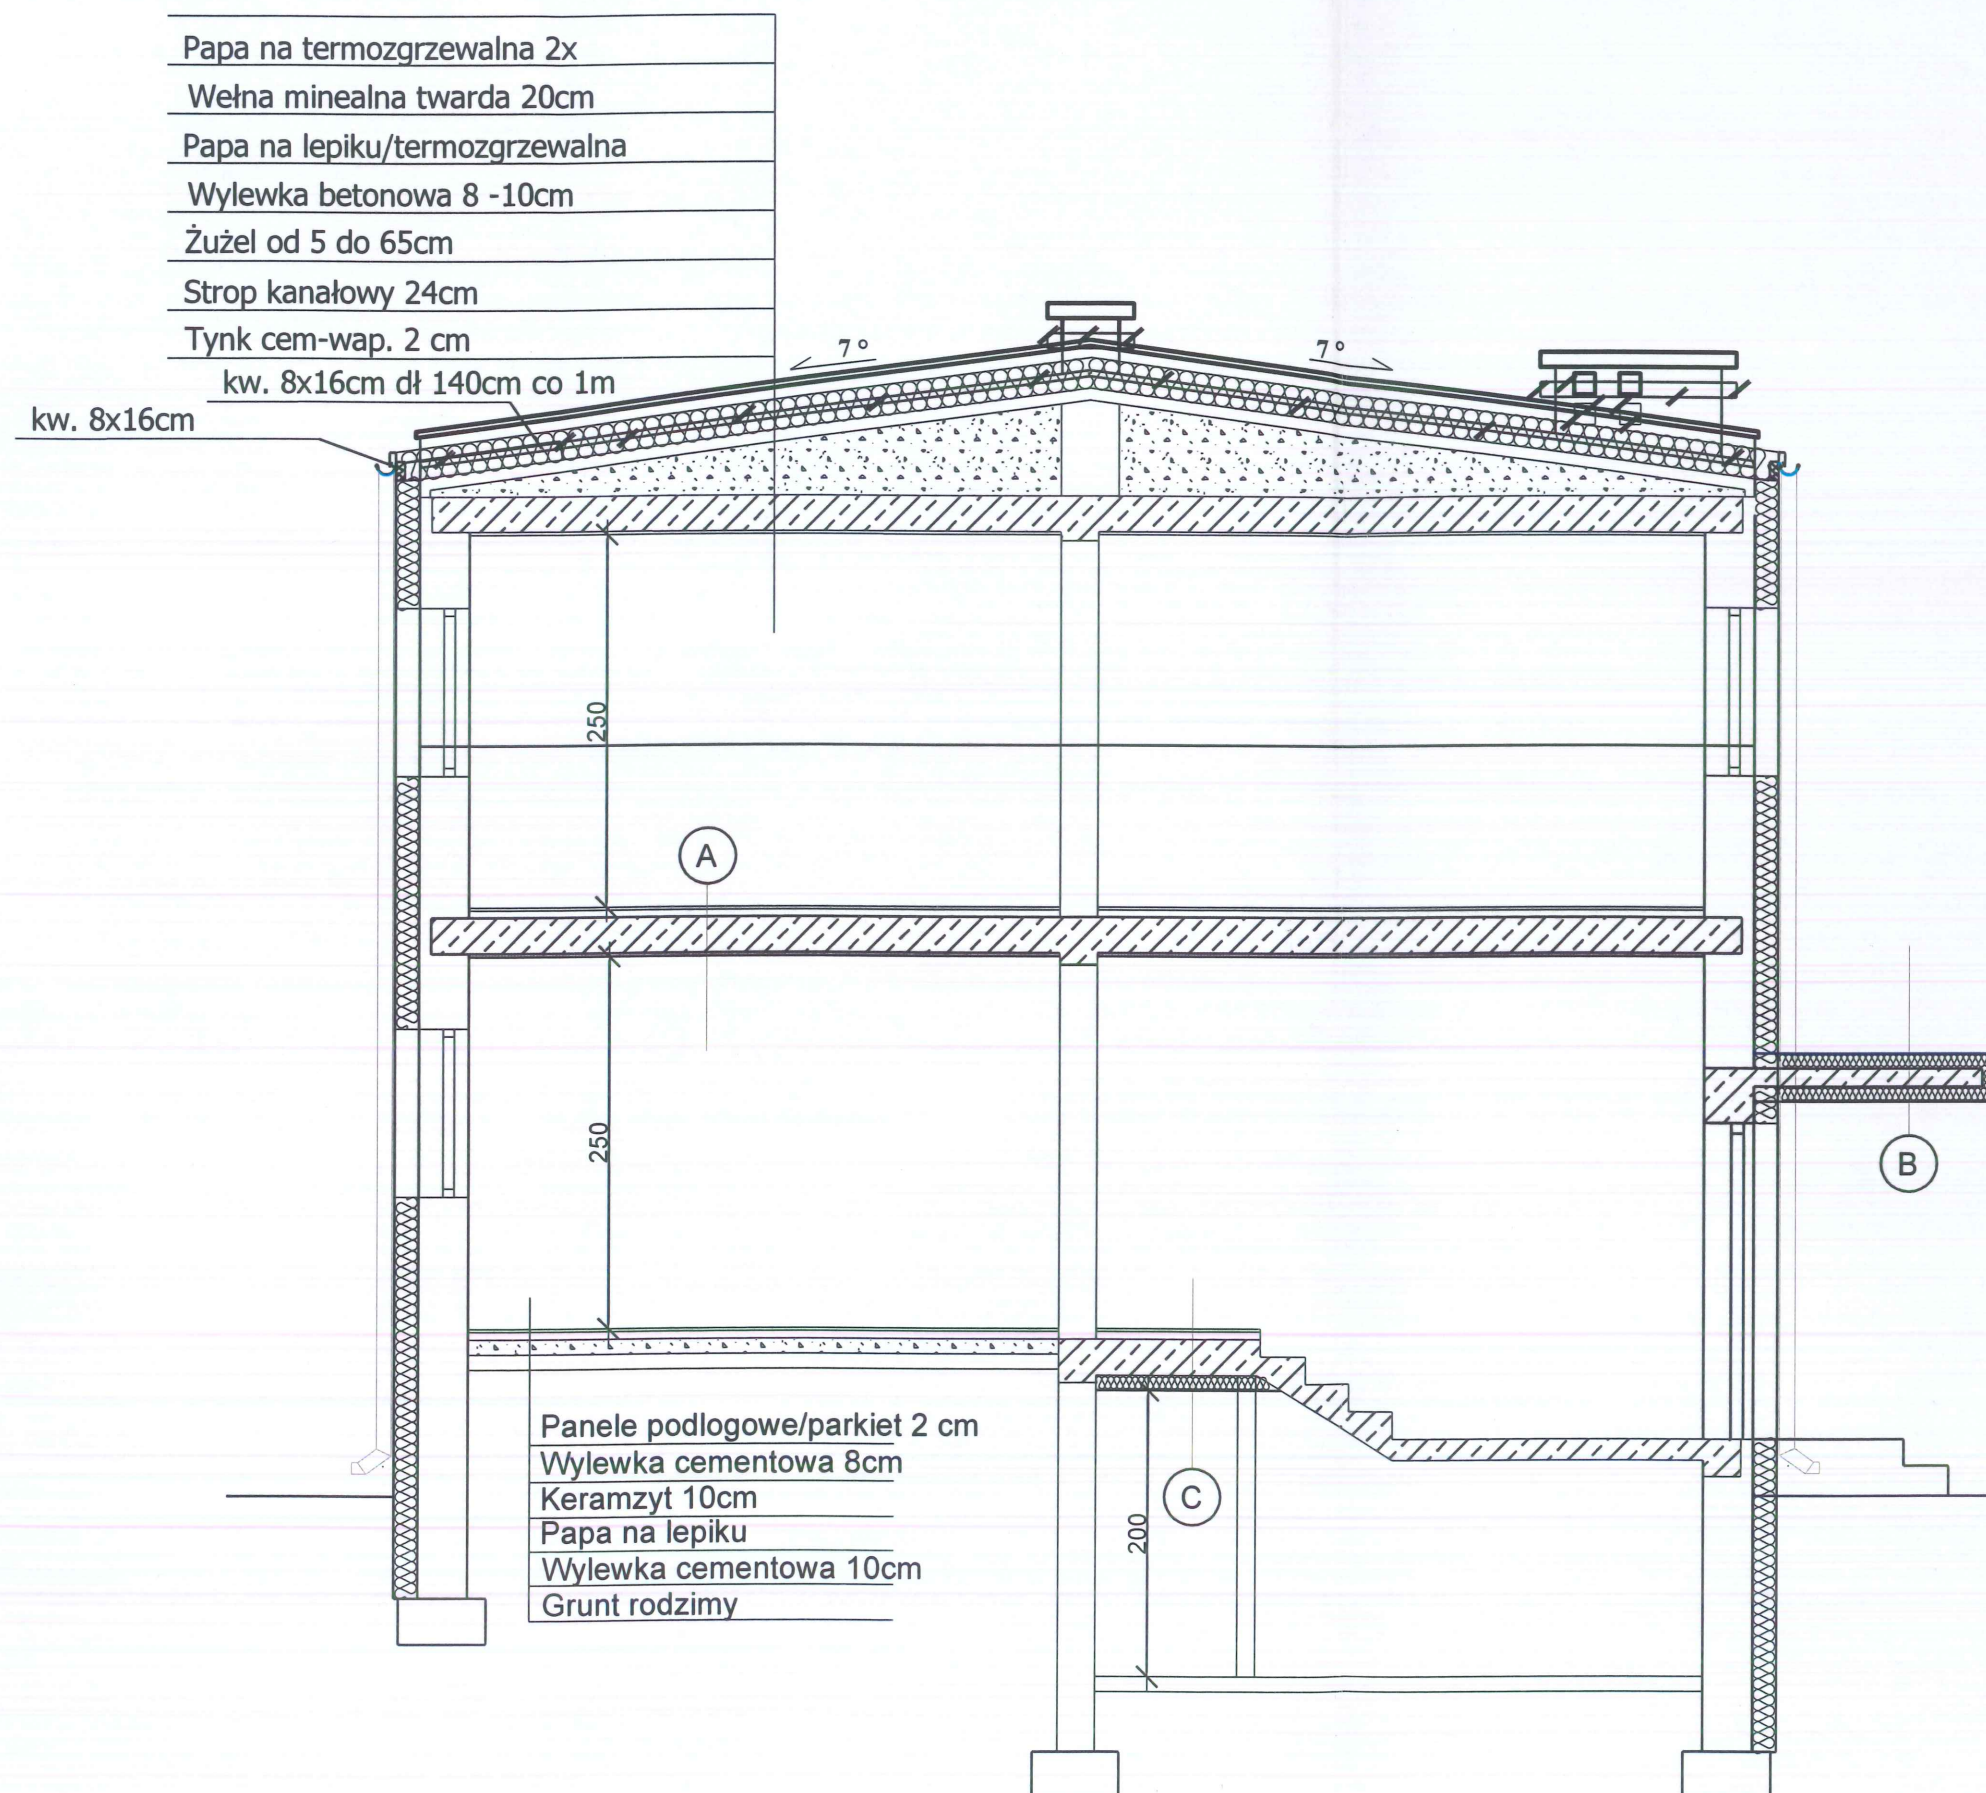 Papa na termozgrzewalna 2x
Wełna minealna twarda 20cm
Papa na lepiku/termozgrzewalna
Wylewka betonowa 8 -10cm
Żużel od 5 do 65cm
Strop kanałowy 24cm
Tynk cem-wap. 2 cm
kw. 8x16cm dł 140cm co 1m
kw. 8x16cm
7°
7°
250
A
250
B
Panele podlogowe/parkiet 2 cm
Wylewka cementowa 8cm
Keramzyt 10cm
Papa na lepiku
Wylewka cementowa 10cm
Grunt rodzimy
C
200